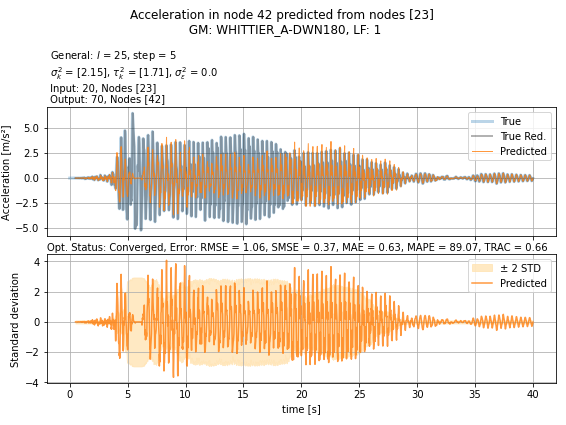 Acceleration in node 42 predicted from nodes [23]
GM: WHITTIER_A-DWN180, LF: 1
General: l = 25, step = 5
σ²ₖ = [2.15], τ²ₖ = [1.71], σ²ε = 0.0
Input: 20, Nodes [23]
Output: 70, Nodes [42]
Acceleration [m/s²]
5.0
2.5
0.0
−2.5
−5.0
True
True Red.
Predicted
Opt. Status: Converged, Error: RMSE = 1.06, SMSE = 0.37, MAE = 0.63, MAPE = 89.07, TRAC = 0.66
Standard deviation
4
2
0
−2
−4
± 2 STD
Predicted
0 5 10 15 20 25 30 35 40
time [s]